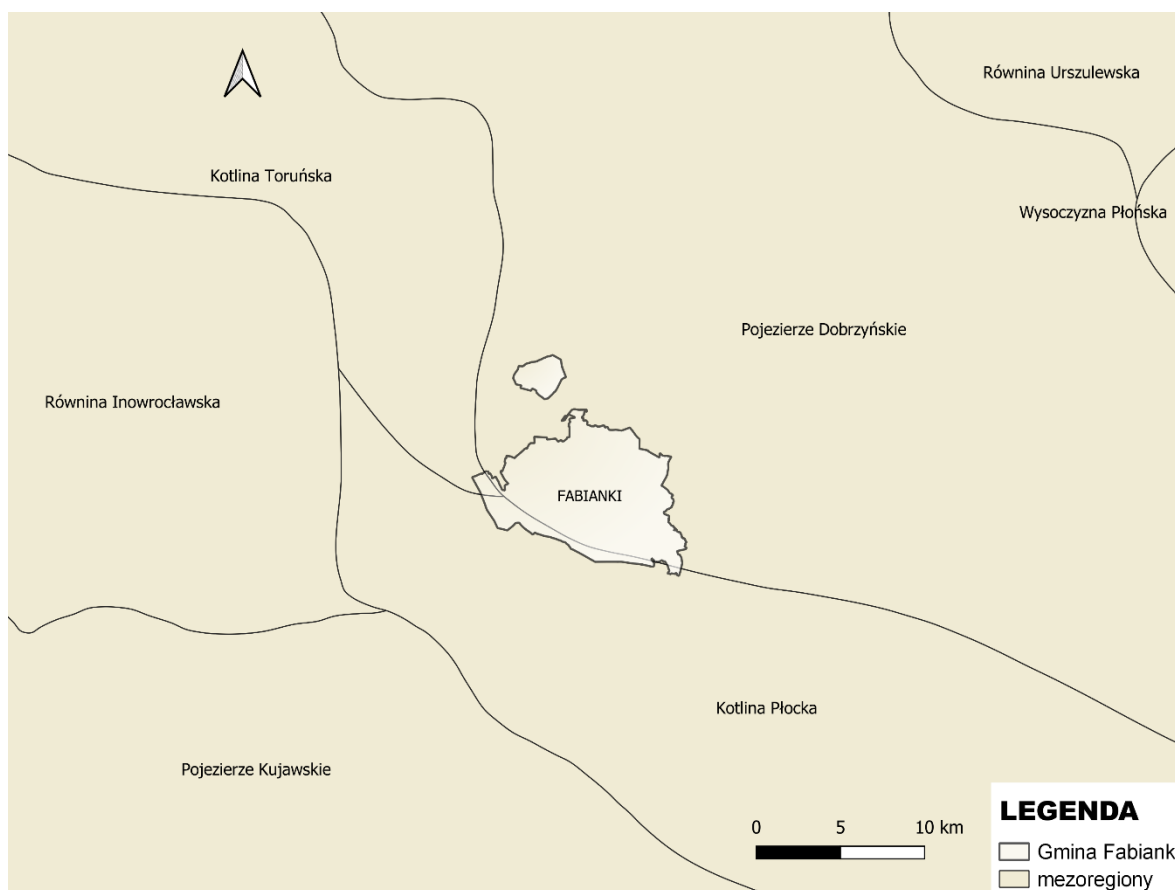 Równina Urszulewska
Kotlina Toruńska
Wysoczyzna Płońska
Pojezierze Dobrzyńskie
Równina Inowrocławska
FABIANKI
Kotlina Płocka
Pojezierze Kujawskie
0 5 10 km
LEGENDA
Gmina Fabiank
mezoregiony